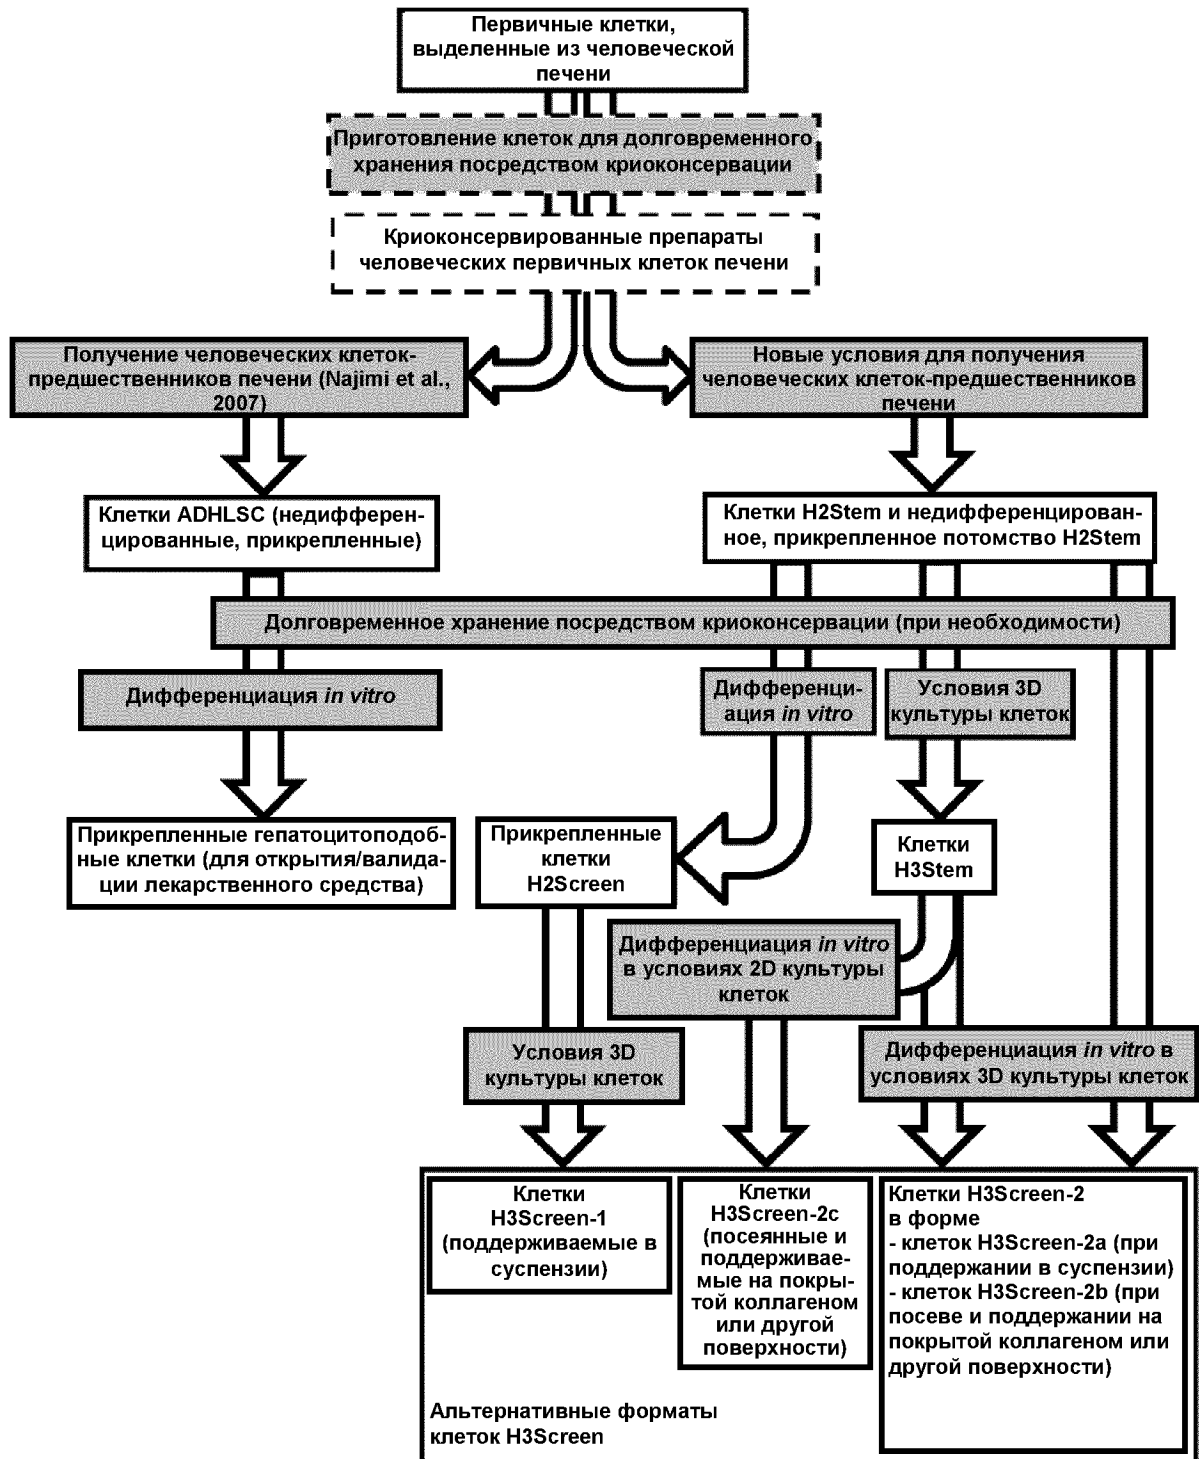 Первичные клетки,
выделенные из человеческой
печени
Приготовление клеток для долговременного
хранения посредством криоконсервации
Криоконсервированные препараты
человеческих первичных клеток печени
Получение человеческих клеток-
предшественников печени (Najimi et al.,
2007)
Новые условия для получения
человеческих клеток-предшественников
печени
Клетки ADHLSC (недифферен-
цированные, прикрепленные)
Клетки H2Stem и недифференцирован-
ное, прикрепленное потомство H2Stem
Долговременное хранение посредством криоконсервации (при необходимости)
Дифференциация in vitro
Дифференци-
ация in vitro
Условия 3D
культуры клеток
Прикрепленные гепатоцитоподоб-
ные клетки (для открытия/валида-
ции лекарственного средства)
Прикрепленные
клетки
H2Screen
Клетки
H3Stem
Дифференциация in vitro
в условиях 2D культуры
клеток
Условия 3D
культуры клеток
Дифференциация in vitro в
условиях 3D культуры клеток
Клетки
H3Screen-1
(поддерживаемые в
суспензии)
Клетки
H3Screen-2c
(посеянные и
поддерживае-
мые на покры-
той коллагеном
или другой
поверхности)
Клетки H3Screen-2
в форме
- клеток H3Screen-2a (при
поддержании в суспензии)
- клеток H3Screen-2b (при
посеве и поддержании на
покрытой коллагеном или
другой поверхности)
Альтернативные форматы
клеток H3Screen